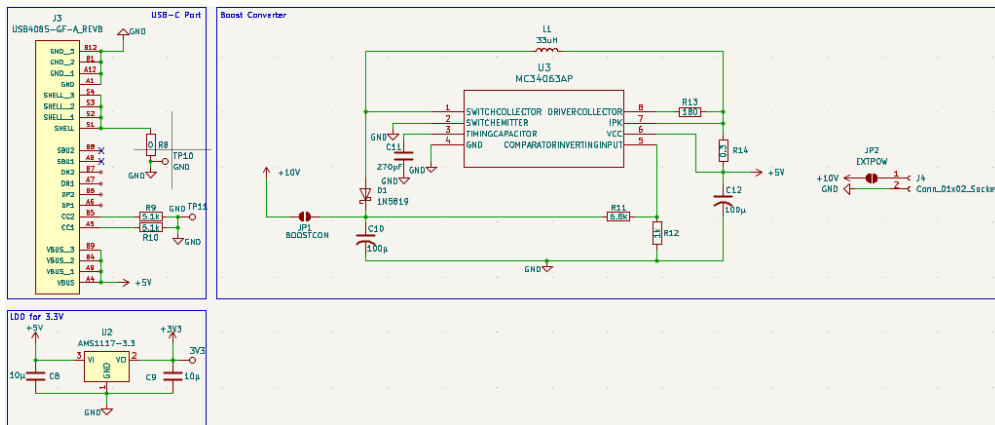 USB-C Port
J3
USB4085-GF-A_REVB
GND_3 B12
GND_2 B1
GND_1 A12
GND A1
SHELL_3 S4
SHELL_2 S3
SHELL_1 S2
SHELL S1
SBU2 B8
SBU1 A8
DN2 B7
DN1 A7
DP2 B6
DP1 A6
CC2 B5
CC1 A5
VBUS_3 B9
VBUS_2 B4
VBUS_1 A9
VBUS A4
GND
0 R8
TP10
GND
GND
R9
5.1k
5.1k
R10
GND TP11
GND
+5V
Boost Converter
L1
33uH
U3
MC34063AP
1 SWITCHCOLLECTOR DRIVERCOLLECTOR 8
2 SWITCHEMITTER IPK 7
3 TIMINGCAPACITOR VCC 6
4 GND COMPARATORINVERTINGINPUT 5
GND
C11
270pF
GND
GND
R13
180
0.3 R14
+5V
C12
100µ
+10V
JP1
BOOSTCON
D1
1N5819
C10
100µ
R11
6.8k
1k R12
GND
JP2
EXTPOW
+10V
GND
1 J4
2 Conn_01x02_Socket
LDO for 3.3V
+5V
U2
AMS1117-3.3
+3V3
3 VI VO 2
GND
1
3V3
10µ C8
C9 10µ
GND